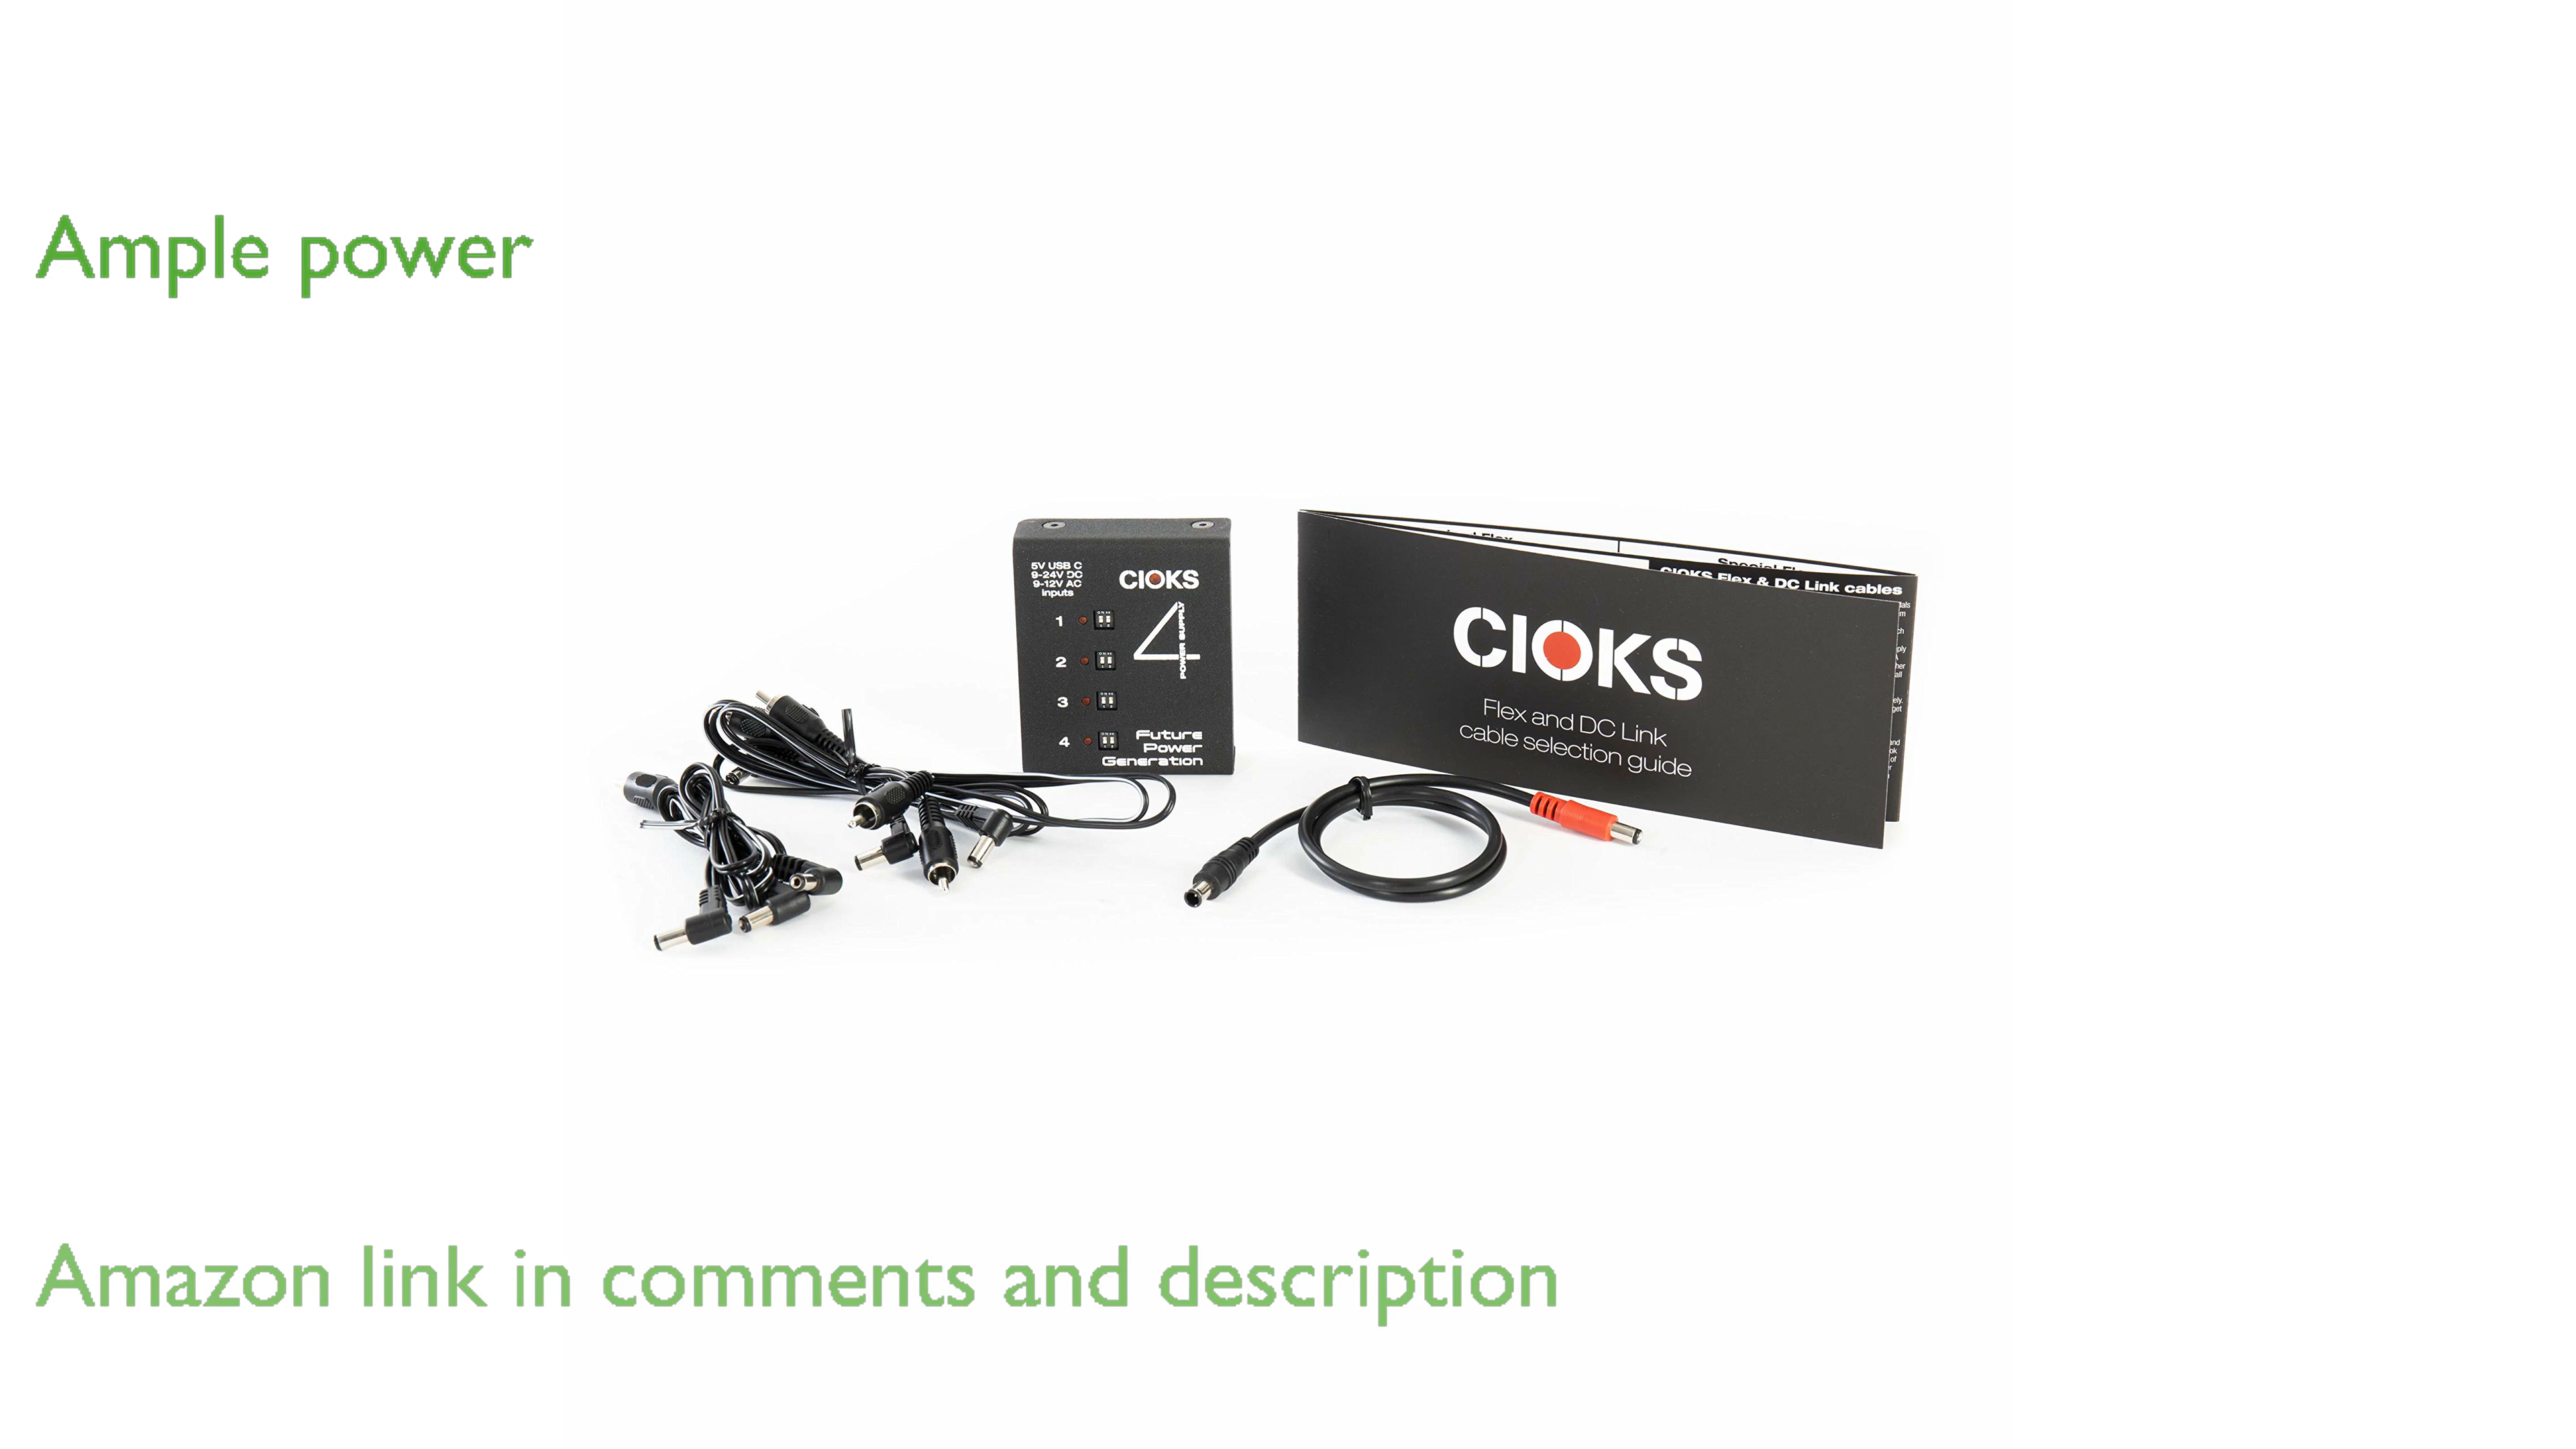 Ample power
5V USB C
9-24V DC
9-12V AC
Inputs
CIOKS
1
2
3
4
4
POWER SUPPLY
Future
Power
Generation
CIOKS Flex & DC Link cables
CIOKS
Flex and DC Link
cable selection guide
Amazon link in comments and description